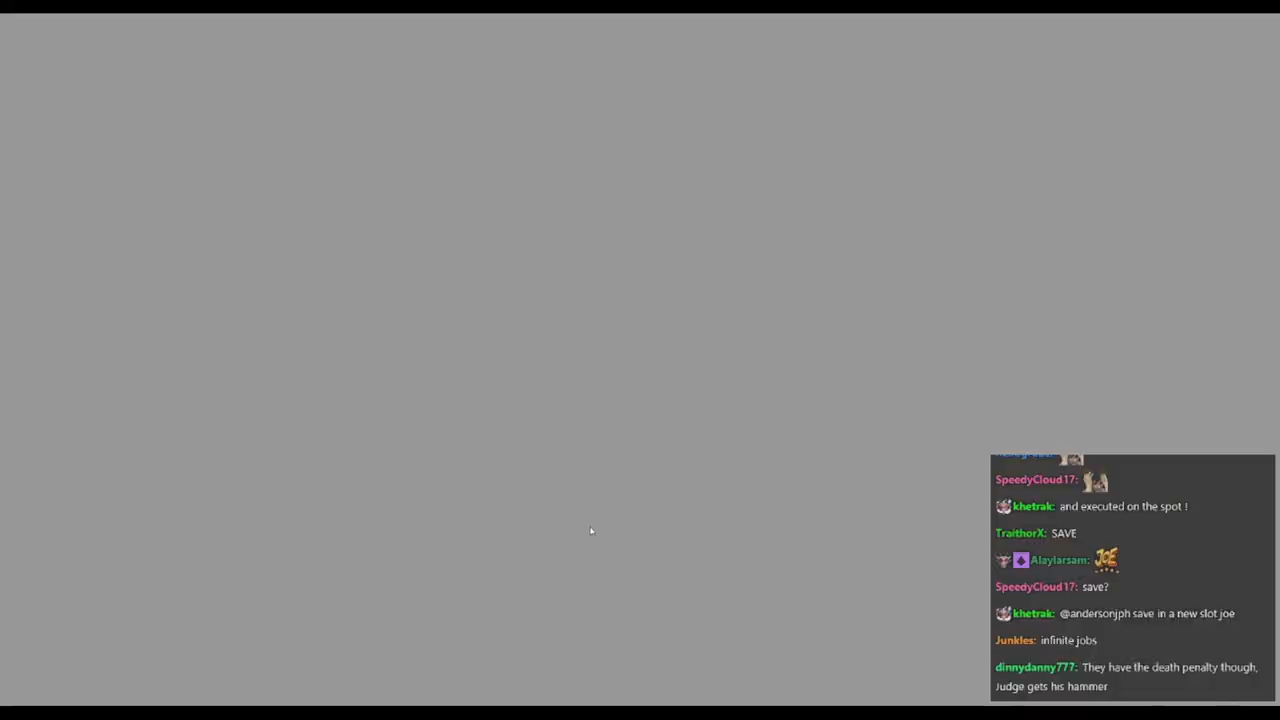 SpeedyCloud17:
khetrak: and executed on the spot !
TraithorX: SAVE
Alaylarsam: JOE
SpeedyCloud17: save?
khetrak: @andersonjph save in a new slot joe
Junkles: infinite jobs
dinnydanny777: They have the death penalty though,
Judge gets his hammer